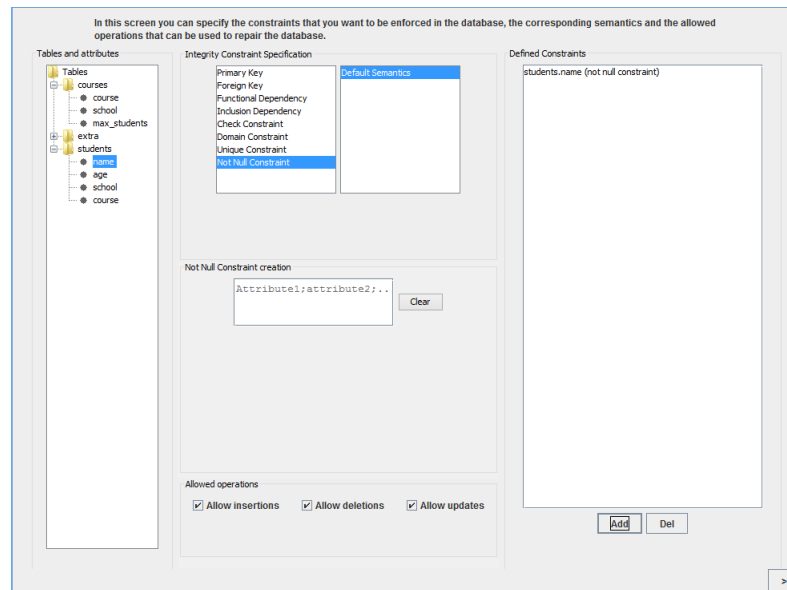 In this screen you can specify the constraints that you want to be enforced in the database, the corresponding semantics and the allowed
operations that can be used to repair the database.
Tables and attributes
Tables
courses
course
school
max_students
extra
students
name
age
school
course
Integrity Constraint Specification
Primary Key
Foreign Key
Functional Dependency
Inclusion Dependency
Check Constraint
Domain Constraint
Unique Constraint
Not Null Constraint
Default Semantics
Not Null Constraint creation
Attribute1;attribute2;..
Clear
Allowed operations
Allow insertions
Allow deletions
Allow updates
Defined Constraints
students.name (not null constraint)
Add
Del
>